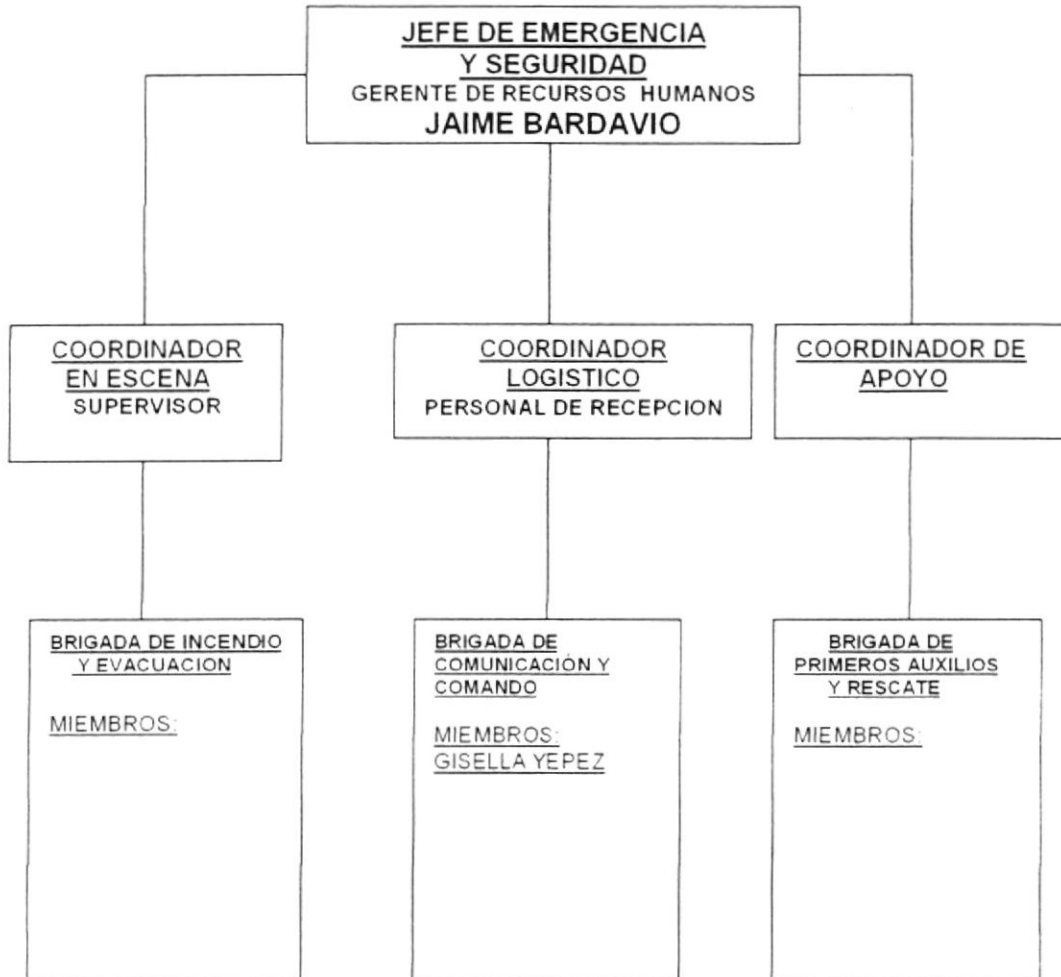 JEFE DE EMERGENCIA
Y SEGURIDAD
GERENTE DE RECURSOS HUMANOS
JAIME BARDAVIO
COORDINADOR
EN ESCENA
SUPERVISOR
COORDINADOR
LOGISTICO
PERSONAL DE RECEPCION
COORDINADOR DE
APOYO
BRIGADA DE INCENDIO
Y EVACUACION
MIEMBROS:
BRIGADA DE
COMUNICACIÓN Y
COMANDO
MIEMBROS:
GISELLA YEPEZ
BRIGADA DE
PRIMEROS AUXILIOS
Y RESCATE
MIEMBROS: